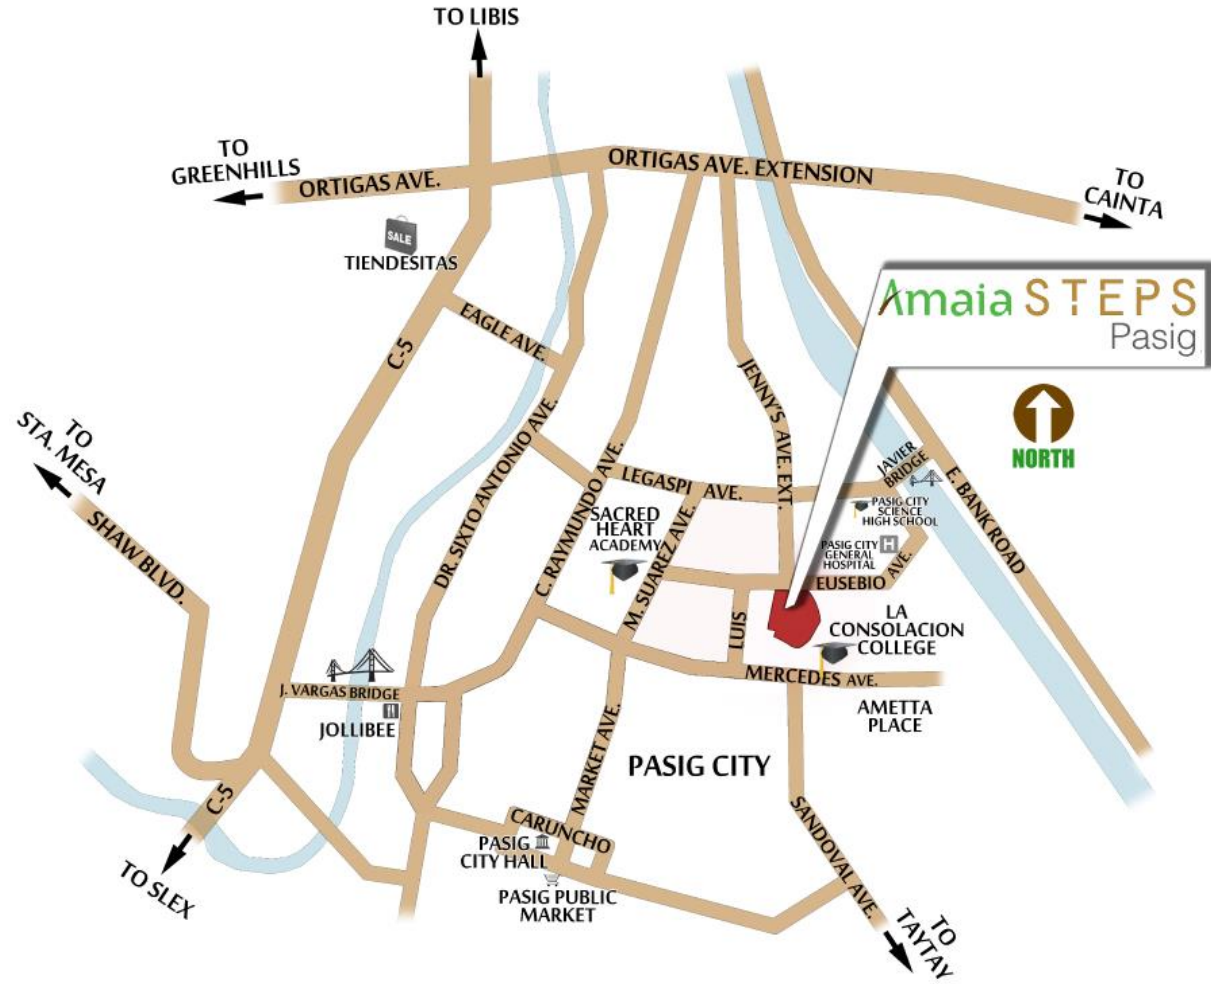 TO LIBIS
TO
GREENHILLS
ORTIGAS AVE.
ORTIGAS AVE. EXTENSION
TO
CAINTA
SALE
TIENDESITAS
Amaia STEPS
Pasig
EAGLE AVE.
C-5
JENNY'S AVE. EXT.
NORTH
TO
STA. MESA
SHAW BLVD.
DR. SIXTO ANTONIO AVE.
C. RAYMUNDO AVE.
LEGASPI AVE.
JAVIER
BRIDGE
E. BANK ROAD
SACRED
HEART
ACADEMY
M. SUAREZ AVE.
PASIG CITY
SCIENCE
HIGH SCHOOL
PASIG CITY
GENERAL
HOSPITAL
H
EUSEBIO AVE.
LUIS
LA
CONSOLACION
COLLEGE
MERCEDES AVE.
AMETTA
PLACE
J. VARGAS BRIDGE
JOLLIBEE
MARKET AVE.
PASIG CITY
C-5
TO SLEX
CARUNCHO
PASIG
CITY HALL
PASIG PUBLIC
MARKET
SANDOVAL AVE.
TO
TAYTAY